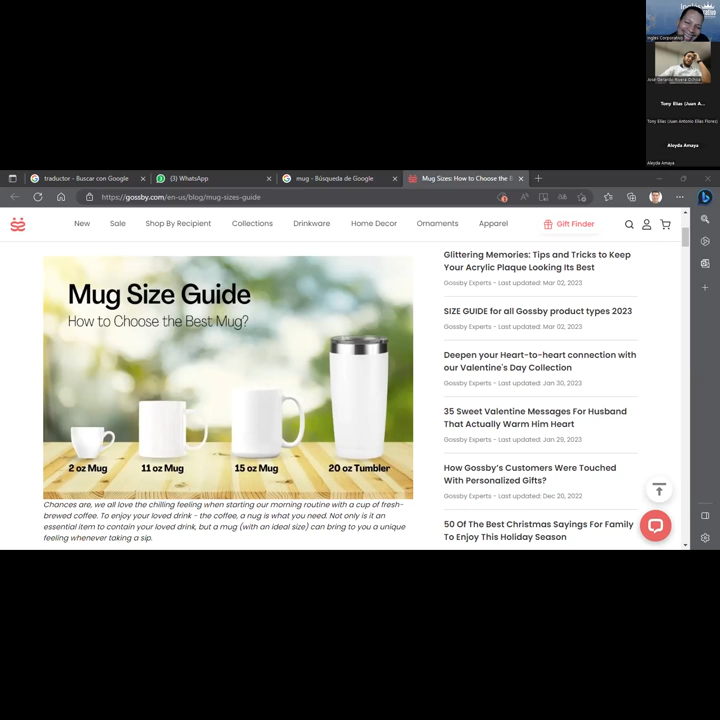 Ingles Corporativo
José Gerardo Rivera Ochoa
Tony Elias (Juan A...
Tony Elias (Juan Antonio Elias Flores)
Aleyda Amaya
Aleyda Amaya
traductor - Buscar con Google
(3) WhatsApp
mug - Búsqueda de Google
Mug Sizes: How to Choose the B
https://gossby.com/en-us/blog/mug-sizes-guide
New Sale Shop By Recipient Collections Drinkware Home Decor Ornaments Apparel Gift Finder
Mug Size Guide
How to Choose the Best Mug?
2 oz Mug 11 oz Mug 15 oz Mug 20 oz Tumbler
Chances are, we all love the chilling feeling when starting our morning routine with a cup of fresh-
brewed coffee. To enjoy your loved drink - the coffee, a nug is what you need. Not only is it an
essential item to contain your loved drink, but a mug (with an ideal size) can bring to you a unique
feeling whenever taking a sip.
Glittering Memories: Tips and Tricks to Keep
Your Acrylic Plaque Looking Its Best
Gossby Experts - Last updated: Mar 02, 2023
SIZE GUIDE for all Gossby product types 2023
Gossby Experts - Last updated: Mar 02, 2023
Deepen your Heart-to-heart connection with
our Valentine's Day Collection
Gossby Experts - Last updated: Jan 30, 2023
35 Sweet Valentine Messages For Husband
That Actually Warm Him Heart
Gossby Experts - Last updated: Jan 29, 2023
How Gossby's Customers Were Touched
With Personalized Gifts?
Gossby Experts - Last updated: Dec 20, 2022
50 Of The Best Christmas Sayings For Family
To Enjoy This Holiday Season